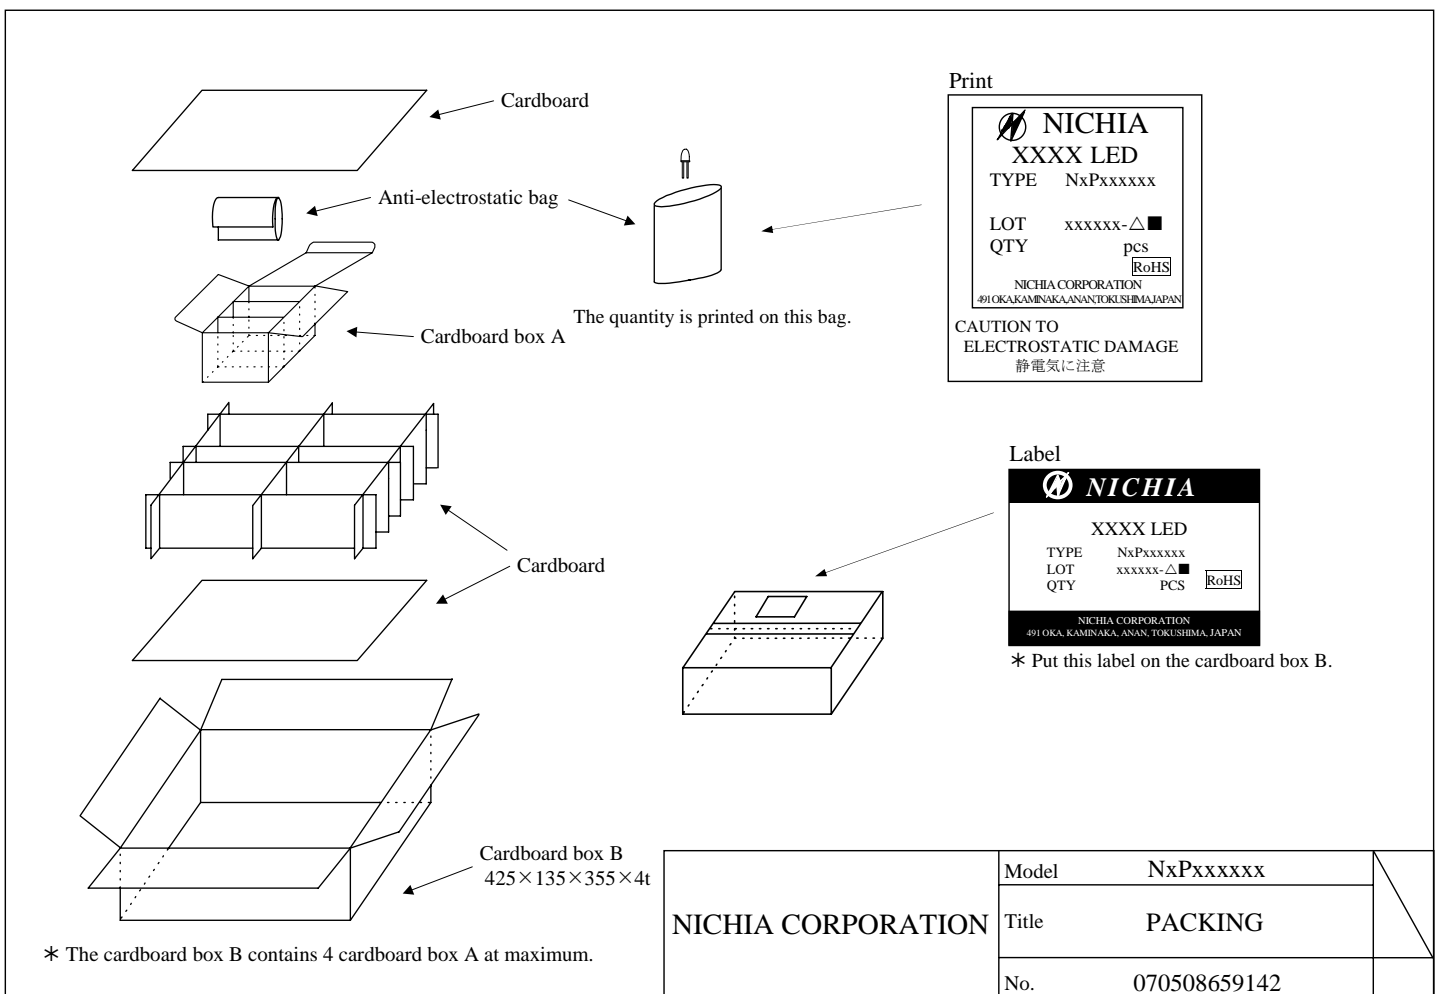 Cardboard
Anti-electrostatic bag
Cardboard box A
The quantity is printed on this bag.
Print
NICHIA
XXXX LED
TYPE NxPxxxxxx
LOT xxxxxx-△■
QTY pcs
RoHS
NICHIA CORPORATION
491 OKA,KAMINAKA,ANAN,TOKUSHIMA,JAPAN
CAUTION TO
ELECTROSTATIC DAMAGE
静電気に注意
Cardboard
Label
NICHIA
XXXX LED
TYPE NxPxxxxxx
LOT xxxxxx-△■
QTY PCS
RoHS
NICHIA CORPORATION
491 OKA, KAMINAKA, ANAN, TOKUSHIMA, JAPAN
* Put this label on the cardboard box B.
Cardboard box B
425×135×355×4t
* The cardboard box B contains 4 cardboard box A at maximum.
NICHIA CORPORATION
Model NxPxxxxxx
Title PACKING
No. 070508659142